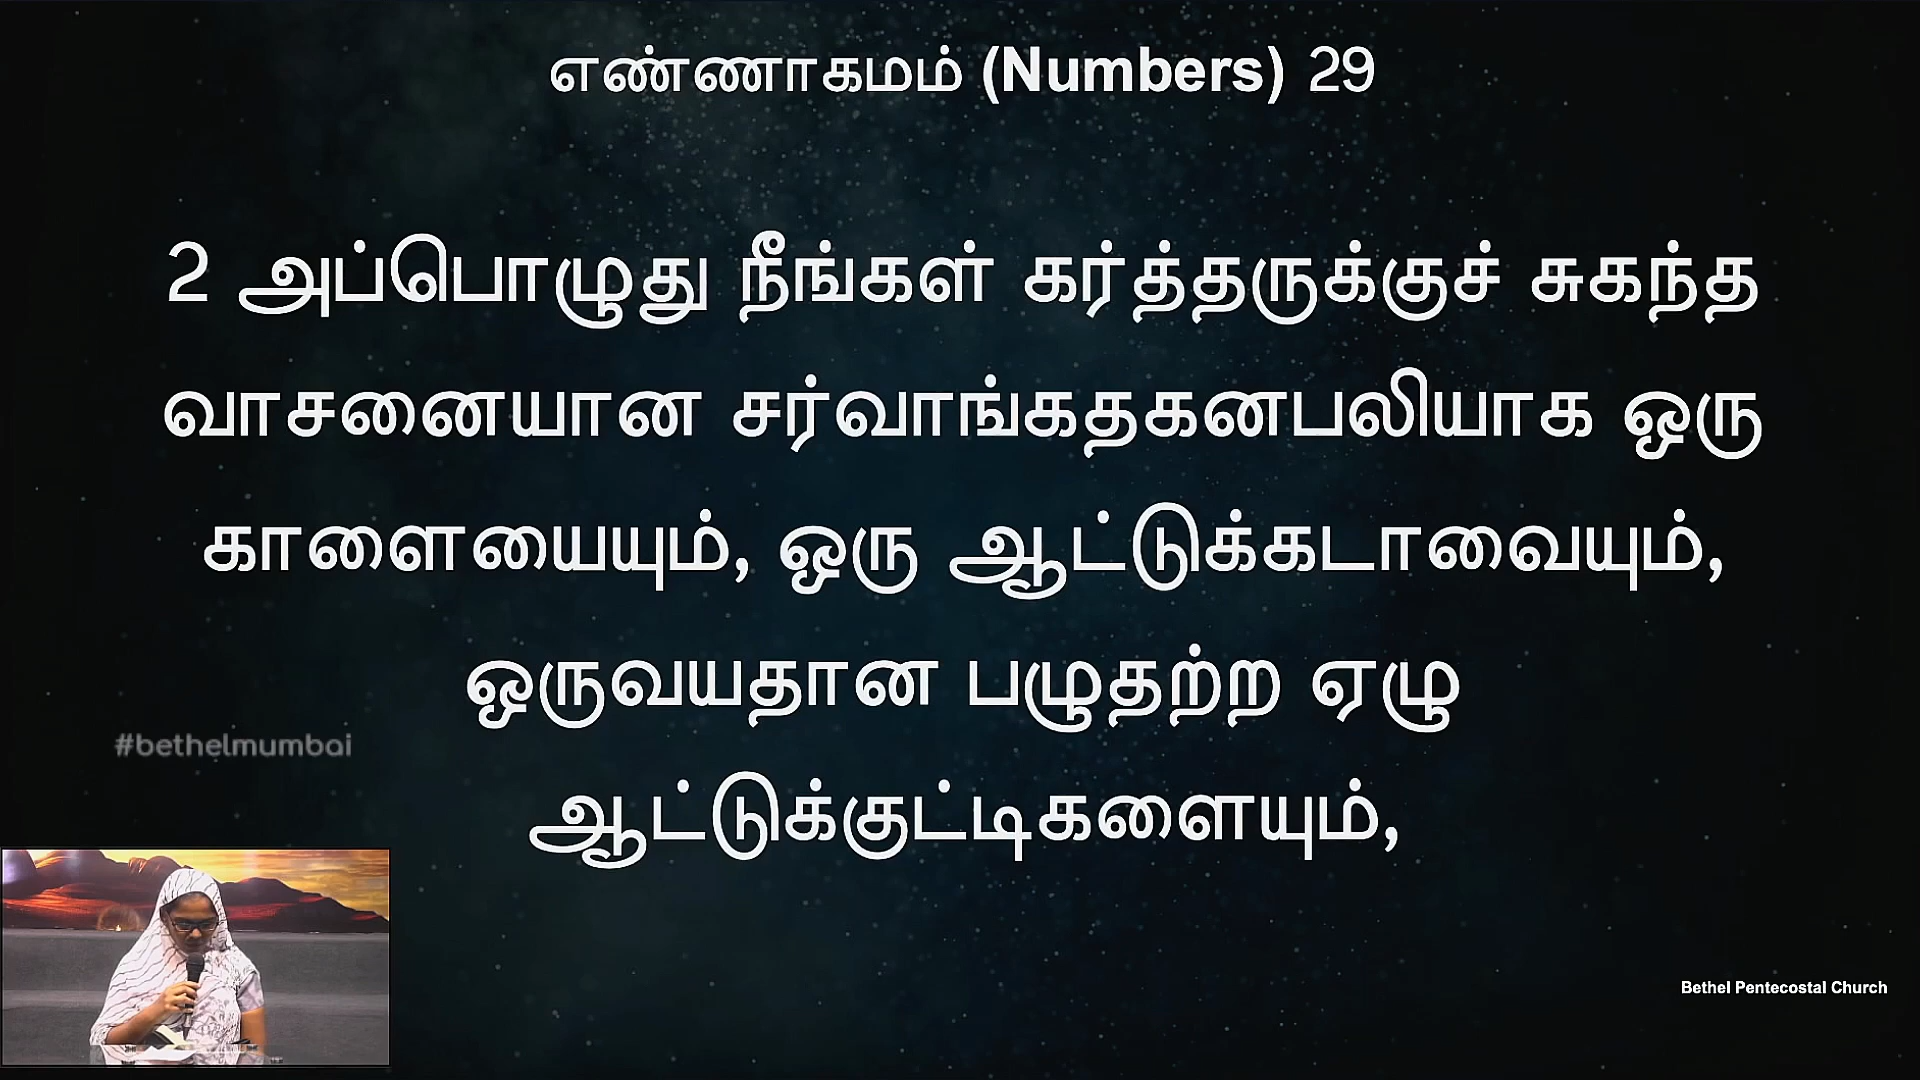 எண்ணாகமம் (Numbers) 29
2 அப்பொழுது நீங்கள் கர்த்தருக்குச் சுகந்த
வாசனையான சர்வாங்கதகனபலியாக ஒரு
காளையையும், ஒரு ஆட்டுக்கடாவையும்,
ஒருவயதான பழுதற்ற ஏழு
ஆட்டுக்குட்டிகளையும்,
#bethelmumbai
Bethel Pentecostal Church